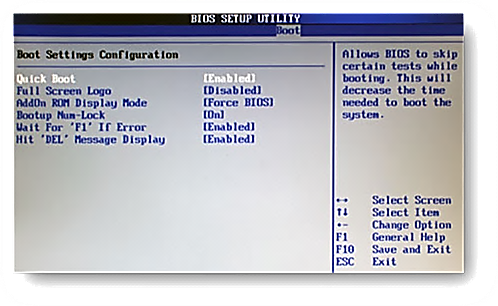 BIOS SETUP UTILITY
Boot
Boot Settings Configuration
Quick Boot [Enabled]
Full Screen Logo [Disabled]
AddOn ROM Display Mode [Force BIOS]
Bootup Num-Lock [On]
Wait For 'F1' If Error [Enabled]
Hit 'DEL' Message Display [Enabled]
Allows BIOS to skip
certain tests while
booting. This will
decrease the time
needed to boot the
system.
↔ Select Screen
↑↓ Select Item
+- Change Option
F1 General Help
F10 Save and Exit
ESC Exit